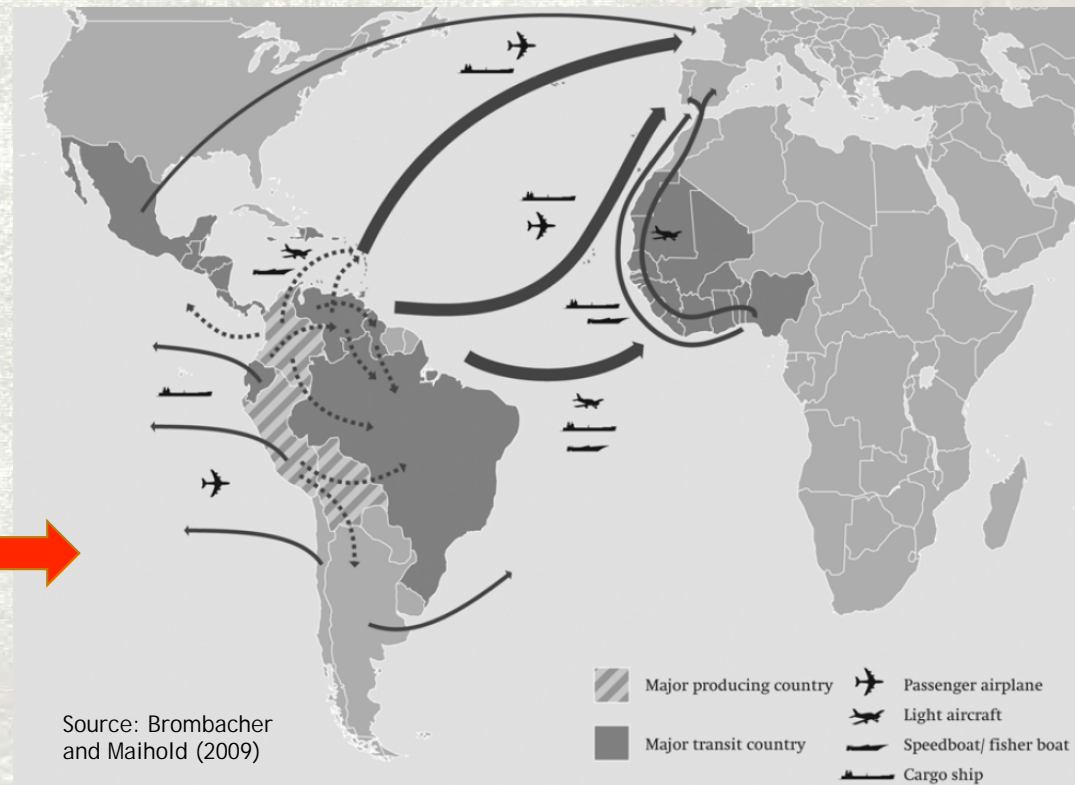 Source: Brombacher
and Maihold (2009)
Major producing country
Major transit country
Passenger airplane
Light aircraft
Speedboat/ fisher boat
Cargo ship